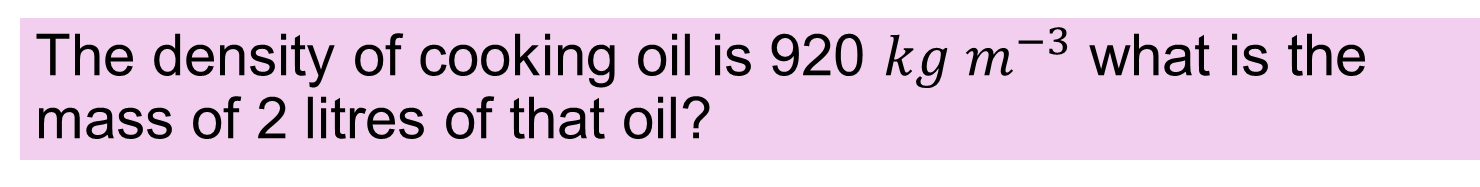 The density of cooking oil is 920 kg m⁻³ what is the
mass of 2 litres of that oil?